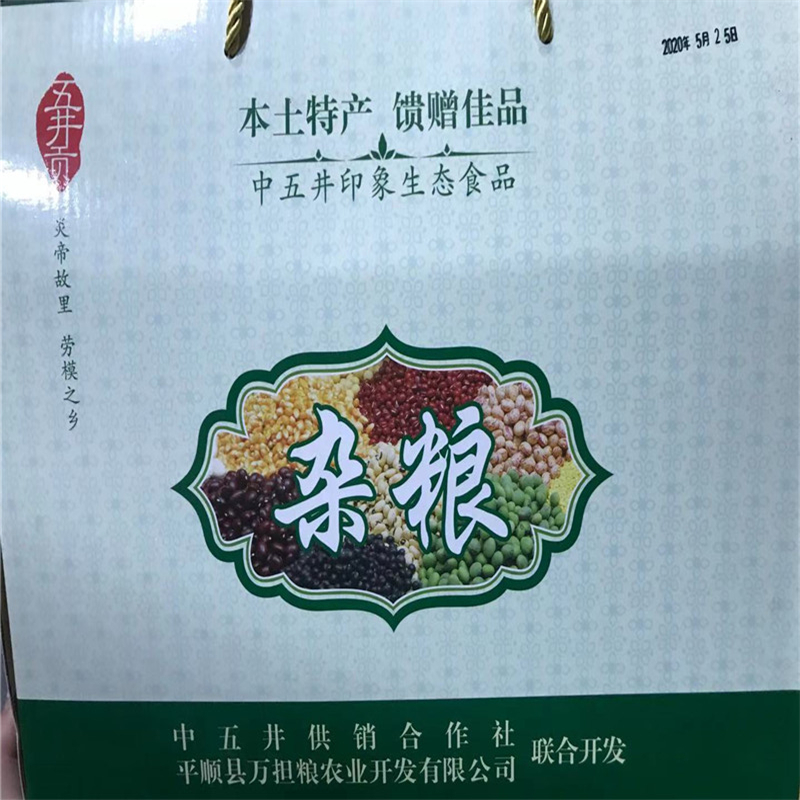 2020年 5月 25日
五井贡
炎帝故里 劳模之乡
本土特产 馈赠佳品
中五井印象生态食品
杂粮
中五井供销合作社
平顺县万担粮农业开发有限公司
联合开发